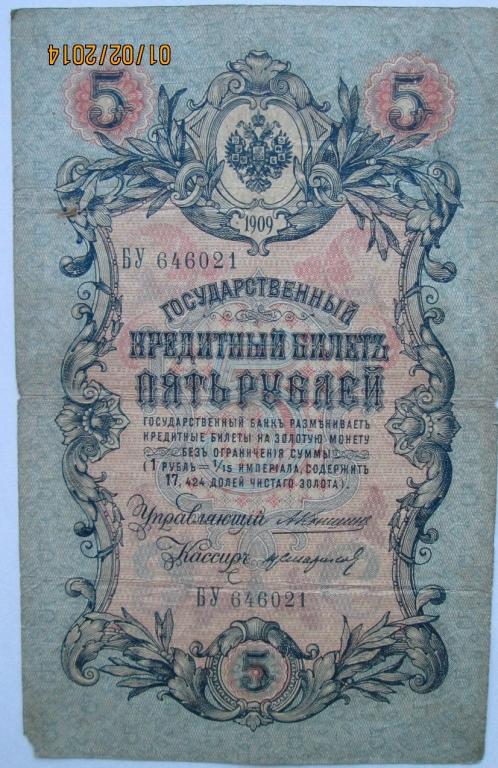 01/02/2014
5 5
1909
БУ 646021
ГОСУДАРСТВЕННЫЙ
КРЕДИТНЫЙ БИЛЕТЪ
ПЯТЬ РУБЛЕЙ
ГОСУДАРСТВЕННЫЙ БАНКЪ РАЗМѢНИВАЕТЪ
КРЕДИТНЫЕ БИЛЕТЫ НА ЗОЛОТУЮ МОНЕТУ
БЕЗЪ ОГРАНИЧЕНІЯ СУММЫ
(1 РУБЛЬ = 1/15 ИМПЕРІАЛА, СОДЕРЖИТЪ
17,424 ДОЛЕЙ ЧИСТАГО ЗОЛОТА).
Управляющій
Кассиръ
БУ 646021
5